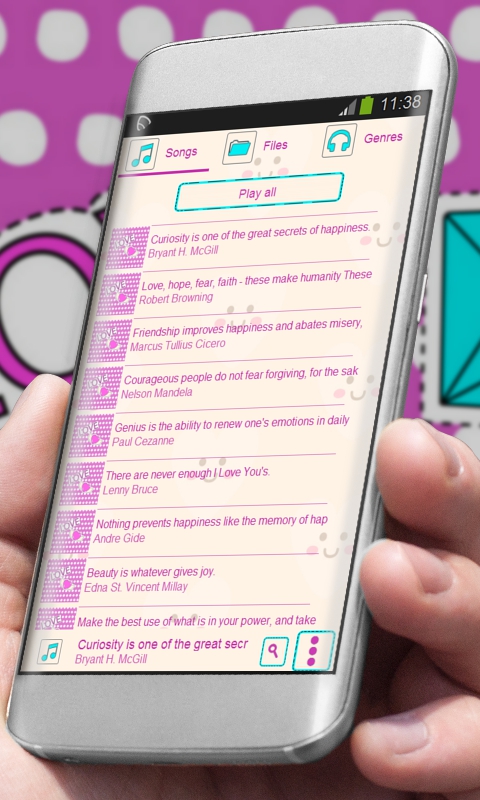 11:38
Songs
Files
Genres
Play all
Curiosity is one of the great secrets of happiness.
Bryant H. McGill
Love, hope, fear, faith - these make humanity These
Robert Browning
Friendship improves happiness and abates misery,
Marcus Tullius Cicero
Courageous people do not fear forgiving, for the sak
Nelson Mandela
Genius is the ability to renew one's emotions in daily
Paul Cezanne
There are never enough I Love You's.
Lenny Bruce
Nothing prevents happiness like the memory of hap
Andre Gide
Beauty is whatever gives joy.
Edna St. Vincent Millay
Make the best use of what is in your power, and take
Curiosity is one of the great secr
Bryant H. McGill